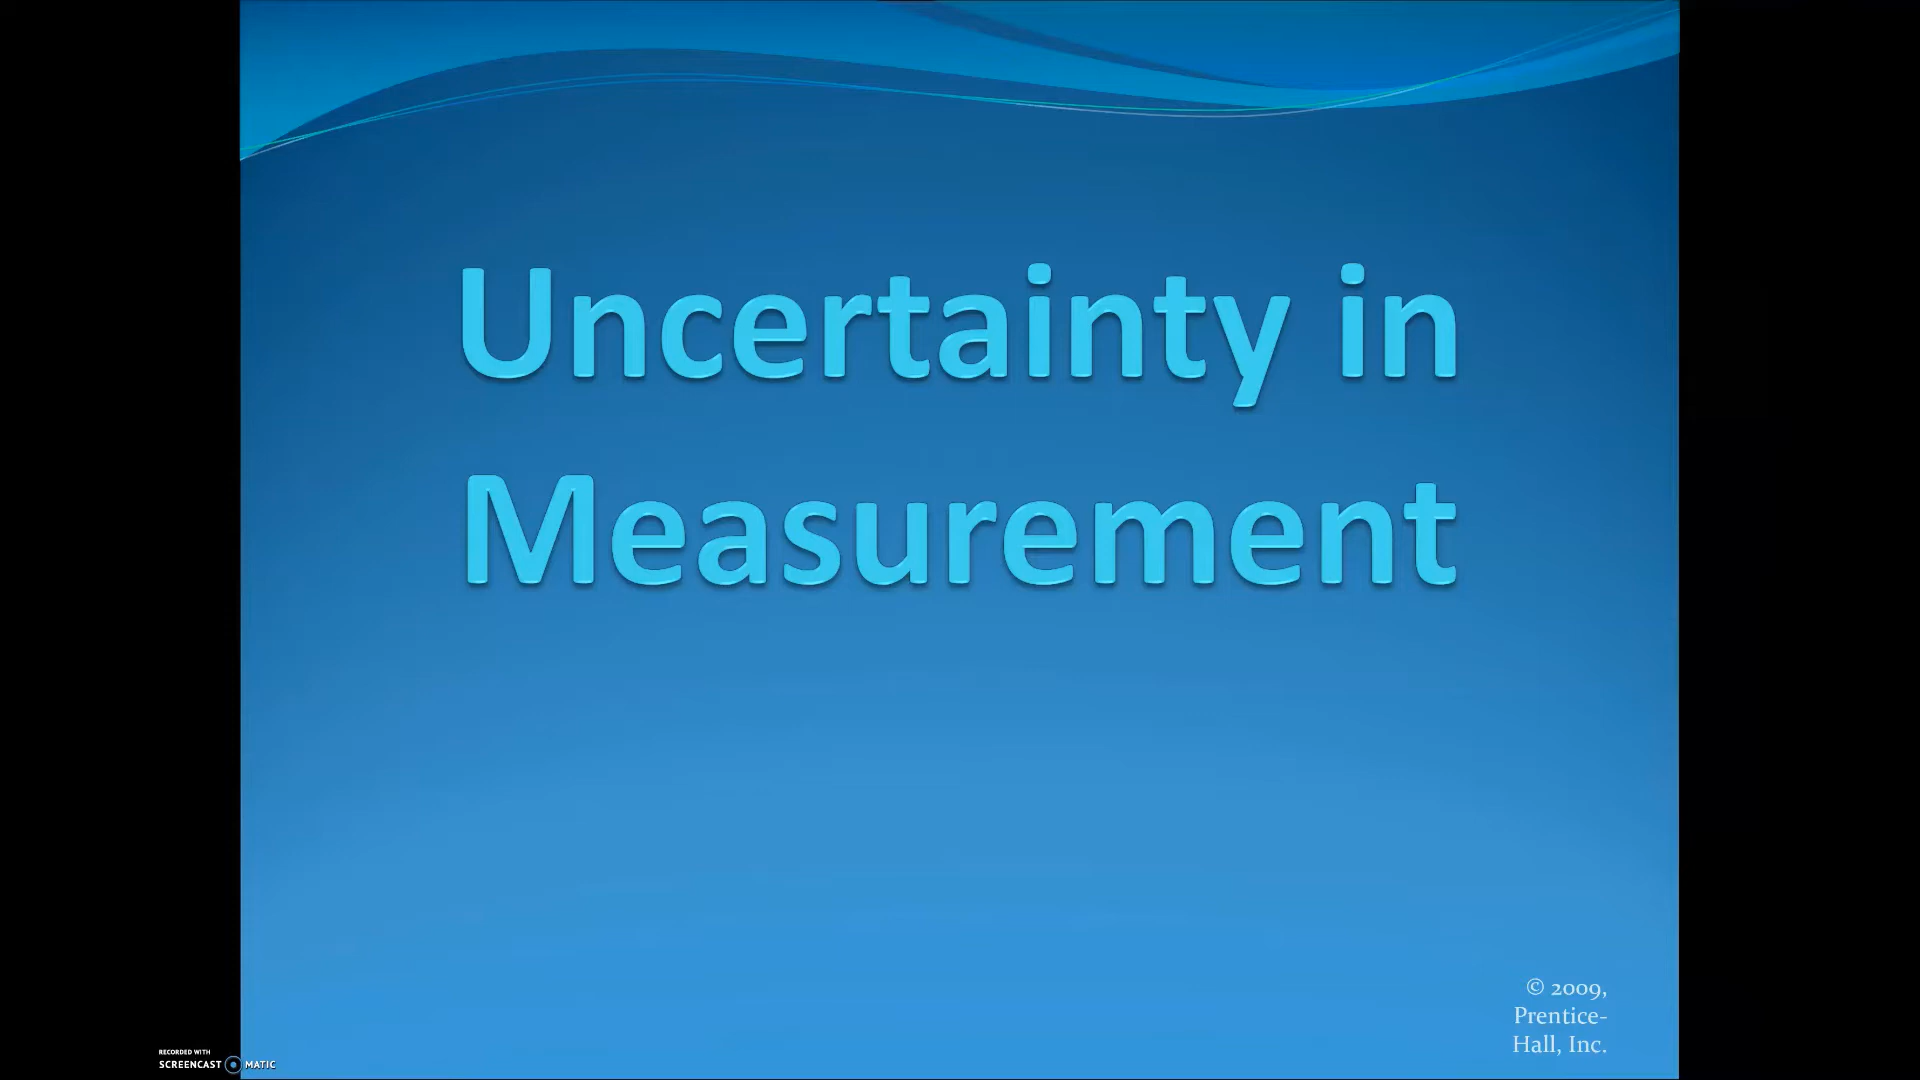 Uncertainty in
Measurement
© 2009,
Prentice-
Hall, Inc.
RECORDED WITH
SCREENCAST MATIC